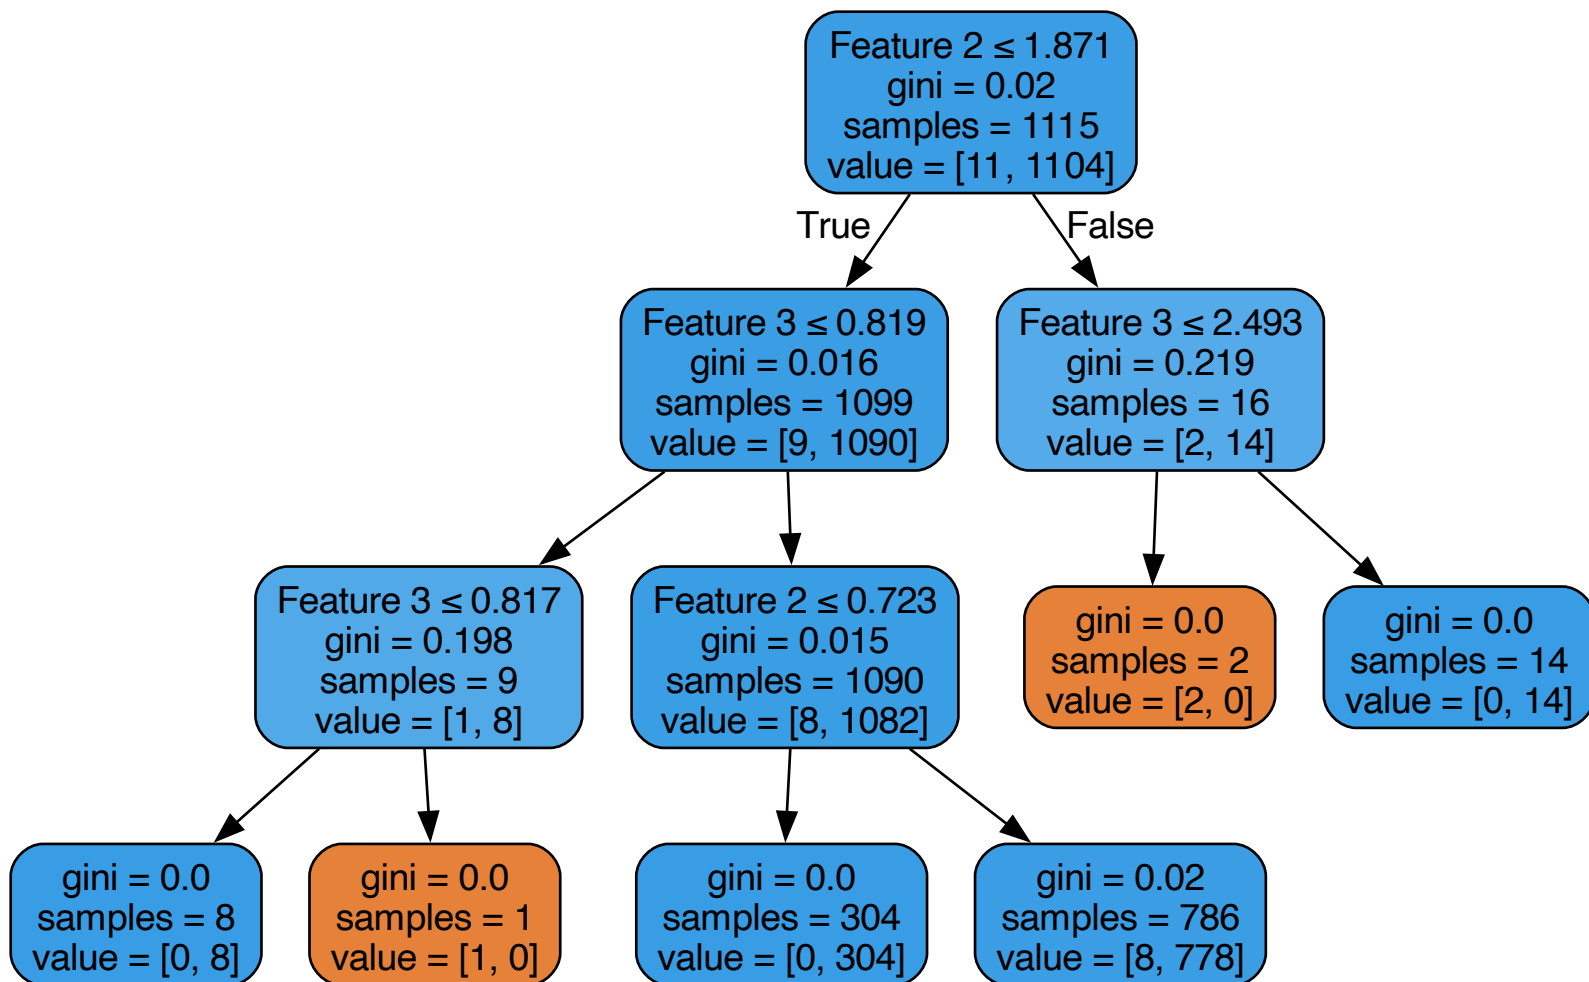 Feature 2 ≤ 1.871
gini = 0.02
samples = 1115
value = [11, 1104]
True
False
Feature 3 ≤ 0.819
gini = 0.016
samples = 1099
value = [9, 1090]
Feature 3 ≤ 2.493
gini = 0.219
samples = 16
value = [2, 14]
Feature 3 ≤ 0.817
gini = 0.198
samples = 9
value = [1, 8]
Feature 2 ≤ 0.723
gini = 0.015
samples = 1090
value = [8, 1082]
gini = 0.0
samples = 2
value = [2, 0]
gini = 0.0
samples = 14
value = [0, 14]
gini = 0.0
samples = 8
value = [0, 8]
gini = 0.0
samples = 1
value = [1, 0]
gini = 0.0
samples = 304
value = [0, 304]
gini = 0.02
samples = 786
value = [8, 778]